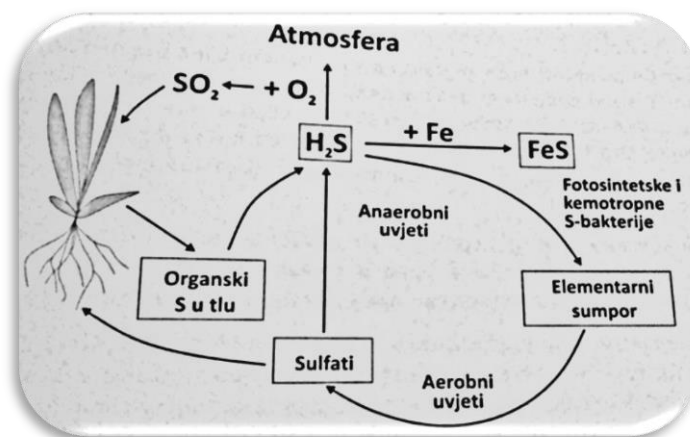 Atmosfera
SO₂ + O₂
H₂S
+ Fe
FeS
Fotosintetske i
kemotropne
S-bakterije
Anaerobni
uvjeti
Organski
S u tlu
Elementarni
sumpor
Sulfati
Aerobni
uvjeti